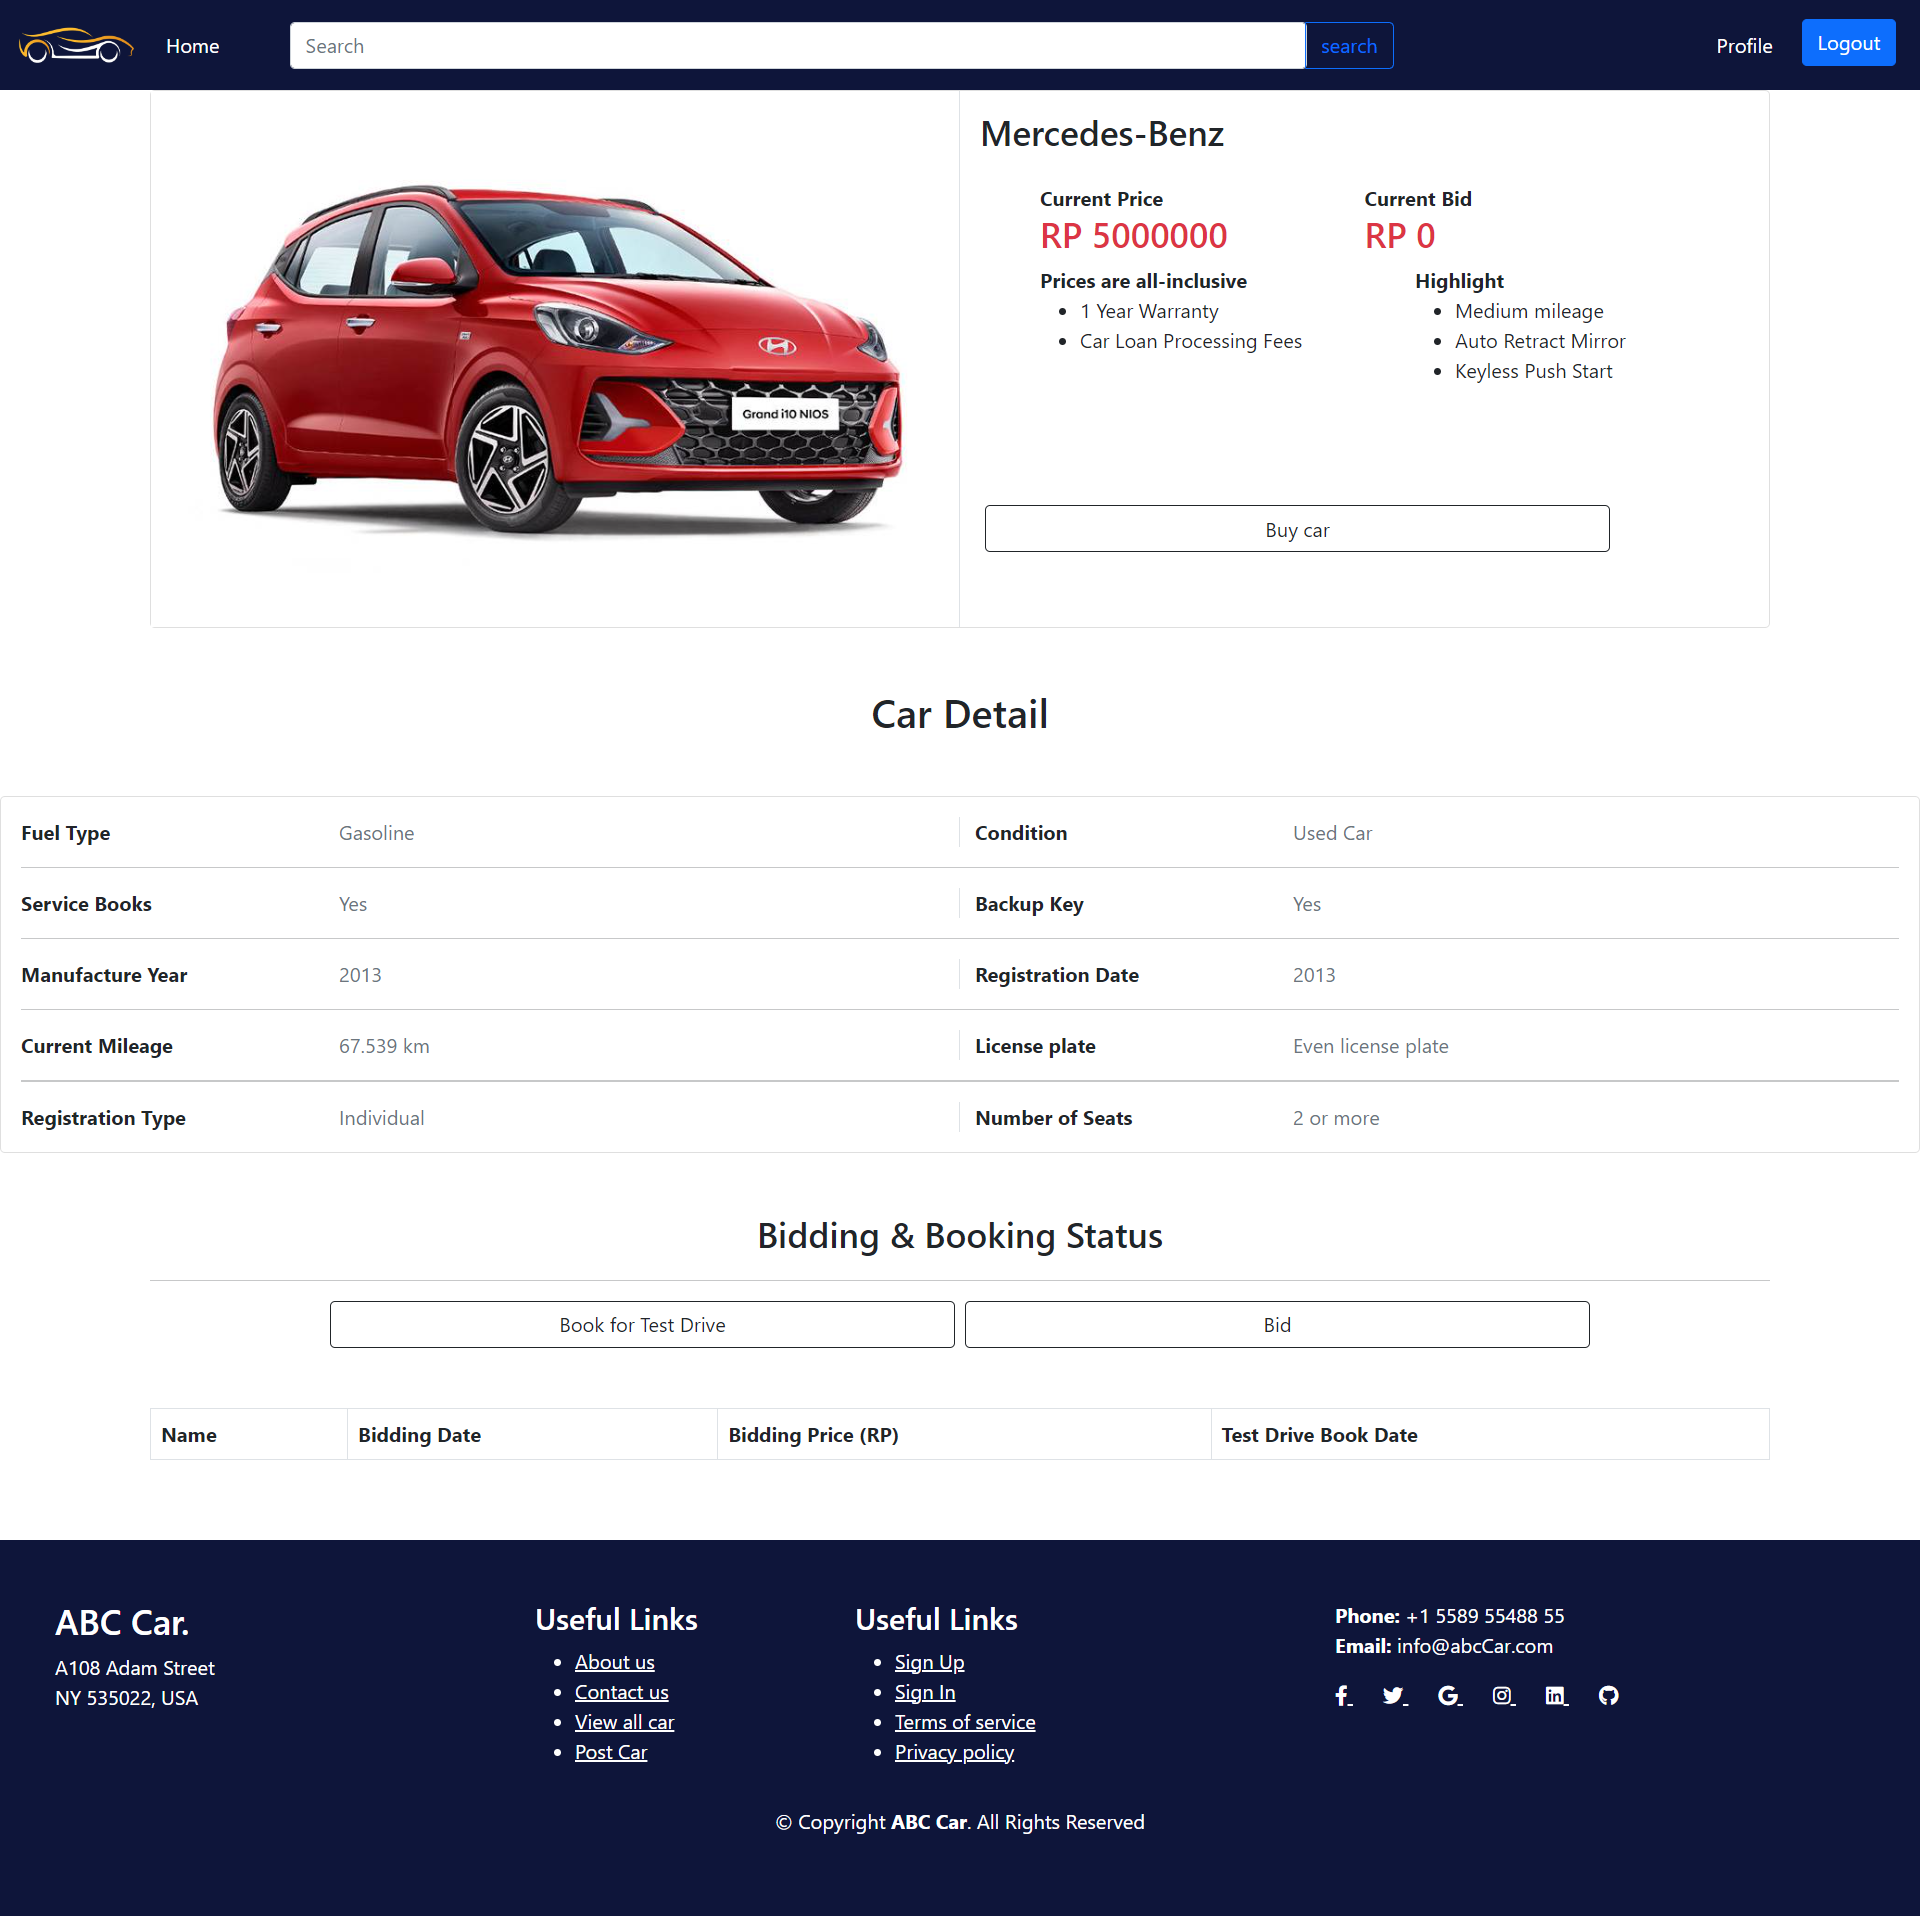 Home
Search
search
Profile
Logout
Mercedes-Benz
Current Price
Current Bid
RP 5000000
RP 0
Prices are all-inclusive
1 Year Warranty
Car Loan Processing Fees
Highlight
Medium mileage
Auto Retract Mirror
Keyless Push Start
Grand i10 NIOS
Buy car
Car Detail
Fuel Type Gasoline Condition Used Car
Service Books Yes Backup Key Yes
Manufacture Year 2013 Registration Date 2013
Current Mileage 67.539 km License plate Even license plate
Registration Type Individual Number of Seats 2 or more
Bidding & Booking Status
Book for Test Drive
Bid
Name Bidding Date Bidding Price (RP) Test Drive Book Date
ABC Car.
A108 Adam Street
NY 535022, USA
Useful Links
About us
Contact us
View all car
Post Car
Useful Links
Sign Up
Sign In
Terms of service
Privacy policy
Phone: +1 5589 55488 55
Email: info@abcCar.com
© Copyright ABC Car. All Rights Reserved